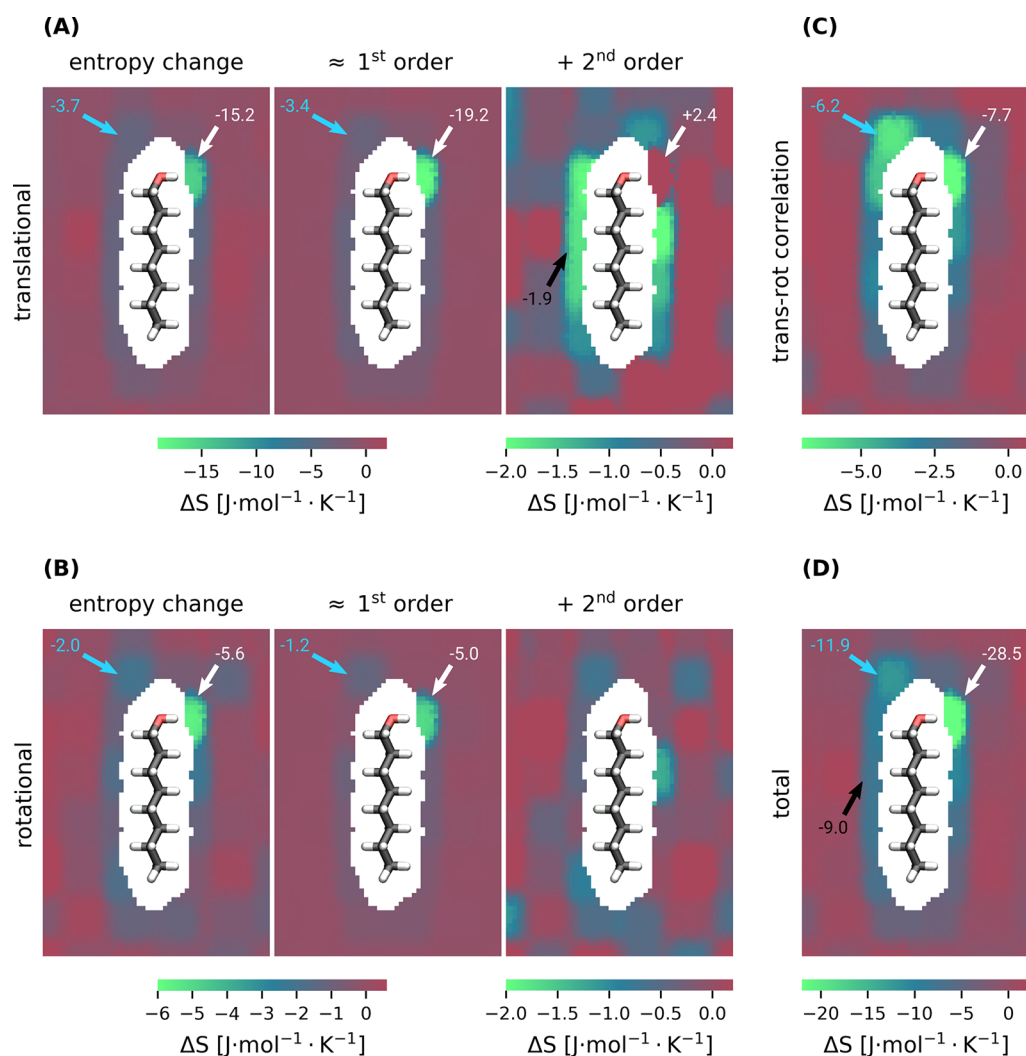 (A)
entropy change
≈ 1st order
+ 2nd order
translational
-3.7
-15.2
-3.4
-19.2
+2.4
-1.9
−15 −10 −5 0
ΔS [J·mol−1 · K−1]
−2.0 −1.5 −1.0 −0.5 0.0
ΔS [J·mol−1 · K−1]
(C)
trans-rot correlation
-6.2
-7.7
−5.0 −2.5 0.0
ΔS [J·mol−1 · K−1]
(B)
entropy change
≈ 1st order
+ 2nd order
rotational
-2.0
-5.6
-1.2
-5.0
−6 −5 −4 −3 −2 −1 0
ΔS [J·mol−1 · K−1]
−2.0 −1.5 −1.0 −0.5 0.0
ΔS [J·mol−1 · K−1]
(D)
total
-11.9
-28.5
-9.0
−20 −15 −10 −5 0
ΔS [J·mol−1 · K−1]